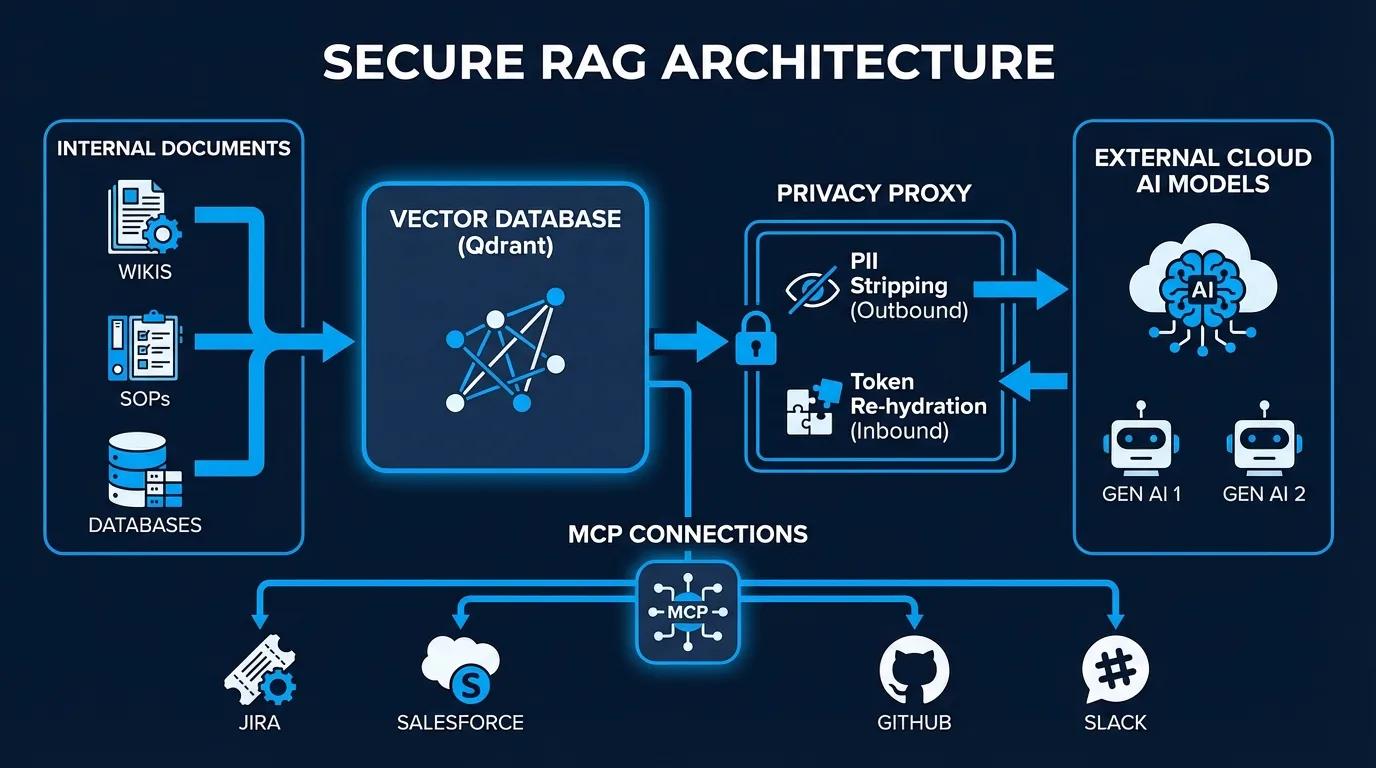 SECURE RAG ARCHITECTURE
INTERNAL DOCUMENTS
WIKIS
SOPs
DATABASES
VECTOR DATABASE
(Qdrant)
PRIVACY PROXY
PII
Stripping
(Outbound)
Token
Re-hydration
(Inbound)
EXTERNAL CLOUD
AI MODELS
AI
GEN AI 1
GEN AI 2
MCP CONNECTIONS
MCP
JIRA
S
SALESFORCE
GITHUB
#
SLACK